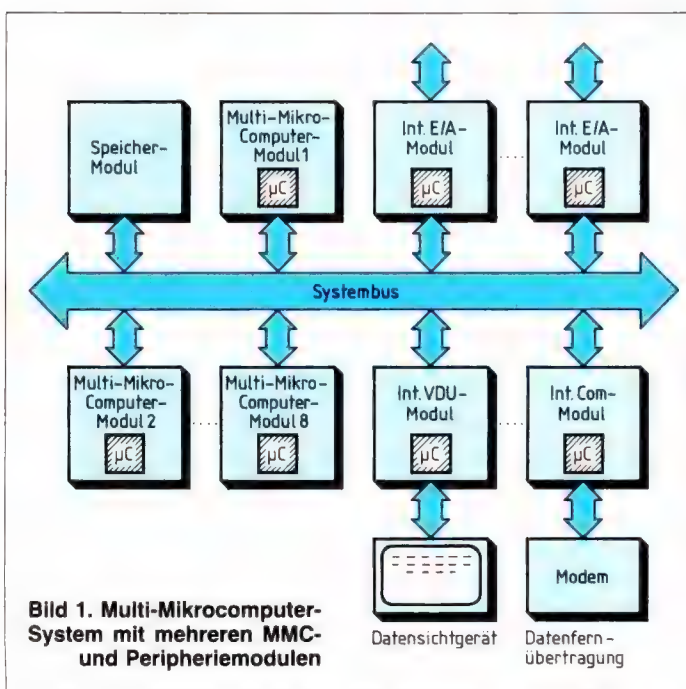 Speicher-
Modul
Multi-Mikro-
Computer-
Modul 1
µC
Int. E/A-
Modul
µC
Int. E/A-
Modul
µC
Systembus
Multi-Mikro-
Computer-
Modul 2
µC
Multi-Mikro-
Computer-
Modul 8
µC
Int. VDU-
Modul
µC
Int. Com-
Modul
µC
Modem
Datensichtgerät
Datenfern-
übertragung
Bild 1. Multi-Mikrocomputer-
System mit mehreren MMC-
und Peripheriemodulen